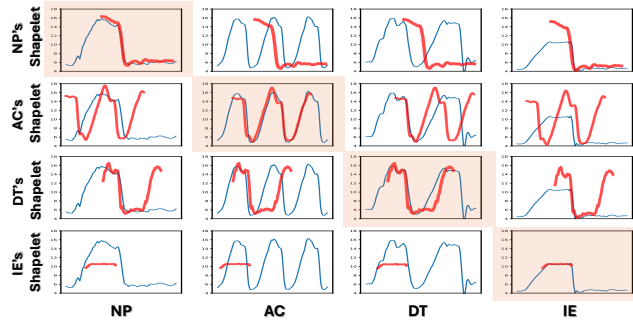 NP's
Shapelet
AC's
Shapelet
DT's
Shapelet
IE's
Shapelet
NP AC DT IE